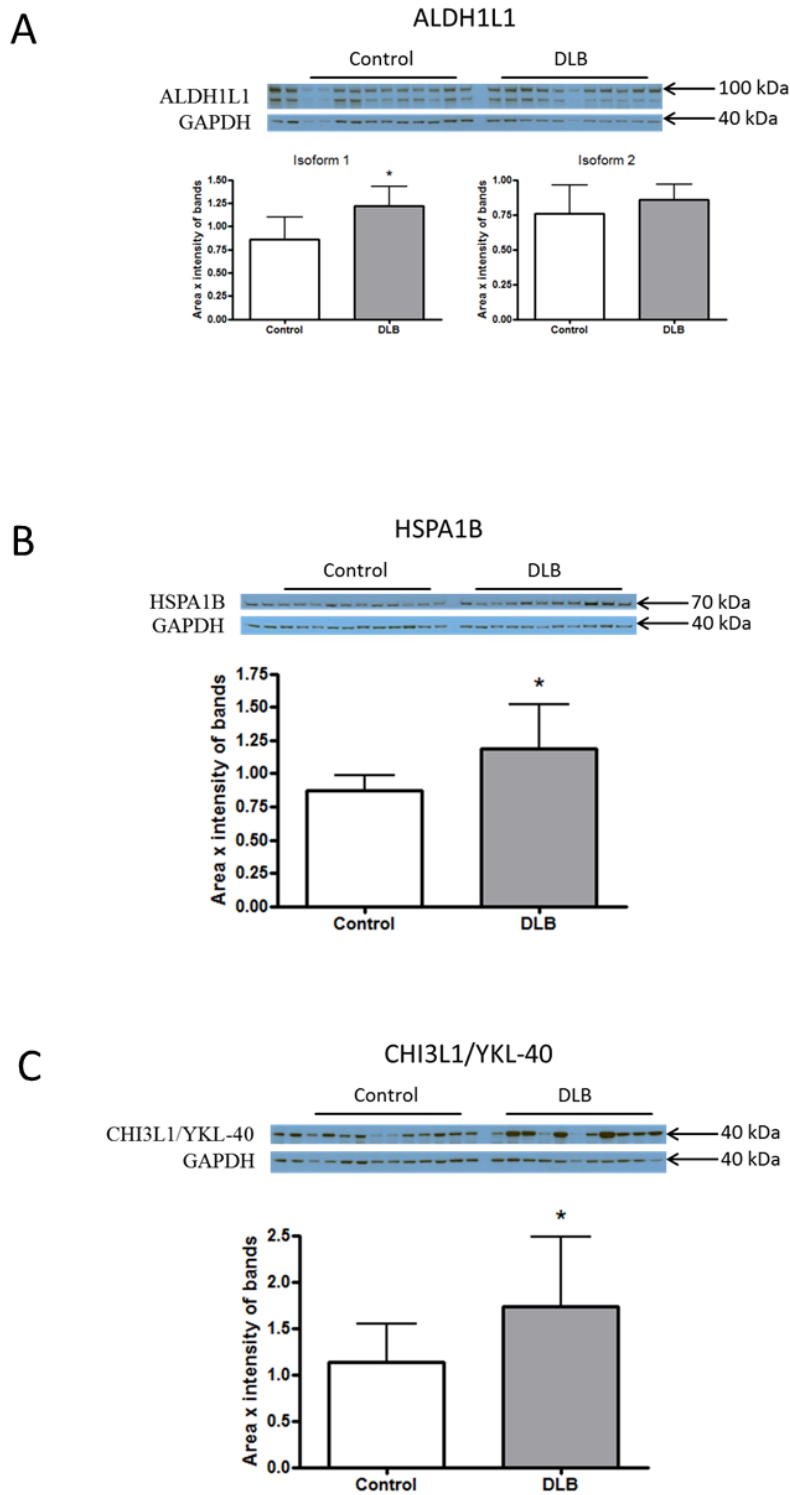 A
ALDH1L1
Control DLB
ALDH1L1 100 kDa
GAPDH 40 kDa
Isoform 1 Isoform 2
Area x intensity of bands
1.50
1.25
1.00
0.75
0.50
0.25
0.00
Control DLB
*
Area x intensity of bands
1.00
0.75
0.50
0.25
0.00
Control DLB
B
HSPA1B
Control DLB
HSPA1B 70 kDa
GAPDH 40 kDa
Area x intensity of bands
1.75
1.50
1.25
1.00
0.75
0.50
0.25
0.00
*
Control DLB
C
CHI3L1/YKL-40
Control DLB
CHI3L1/YKL-40 40 kDa
GAPDH 40 kDa
Area x intensity of bands
2.5
2.0
1.5
1.0
0.5
0.0
*
Control DLB